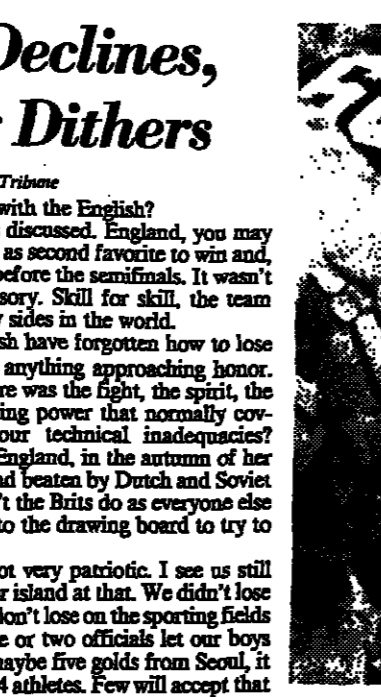 Declines,
Dithers
Tribune
with the English?
discussed. England, you may
as second favorite to win and,
before the semifinals. It wasn't
sory. Skill for skill, the team
sides in the world.
sh have forgotten how to lose
anything approaching honor.
re was the fight, the spirit, the
ing power that normally cov-
our technical inadequacies?
England, in the autumn of her
nd beaten by Dutch and Soviet
't the Brits do as everyone else
to the drawing board to try to
ot very patriotic. I see us still
r island at that. We didn't lose
don't lose on the sporting fields
e or two officials let our boys
maybe five golds from Seoul, it
4 athletes. Few will accept that